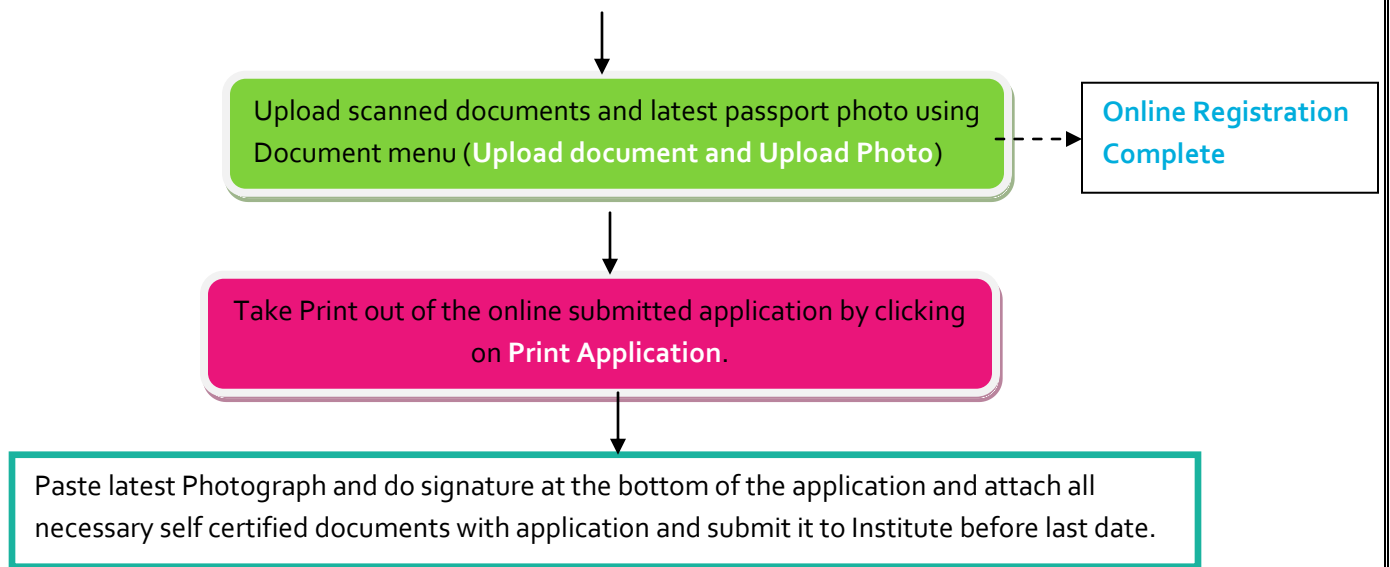 Upload scanned documents and latest passport photo using
Document menu (Upload document and Upload Photo)
Online Registration
Complete
Take Print out of the online submitted application by clicking
on Print Application.
Paste latest Photograph and do signature at the bottom of the application and attach all
necessary self certified documents with application and submit it to Institute before last date.